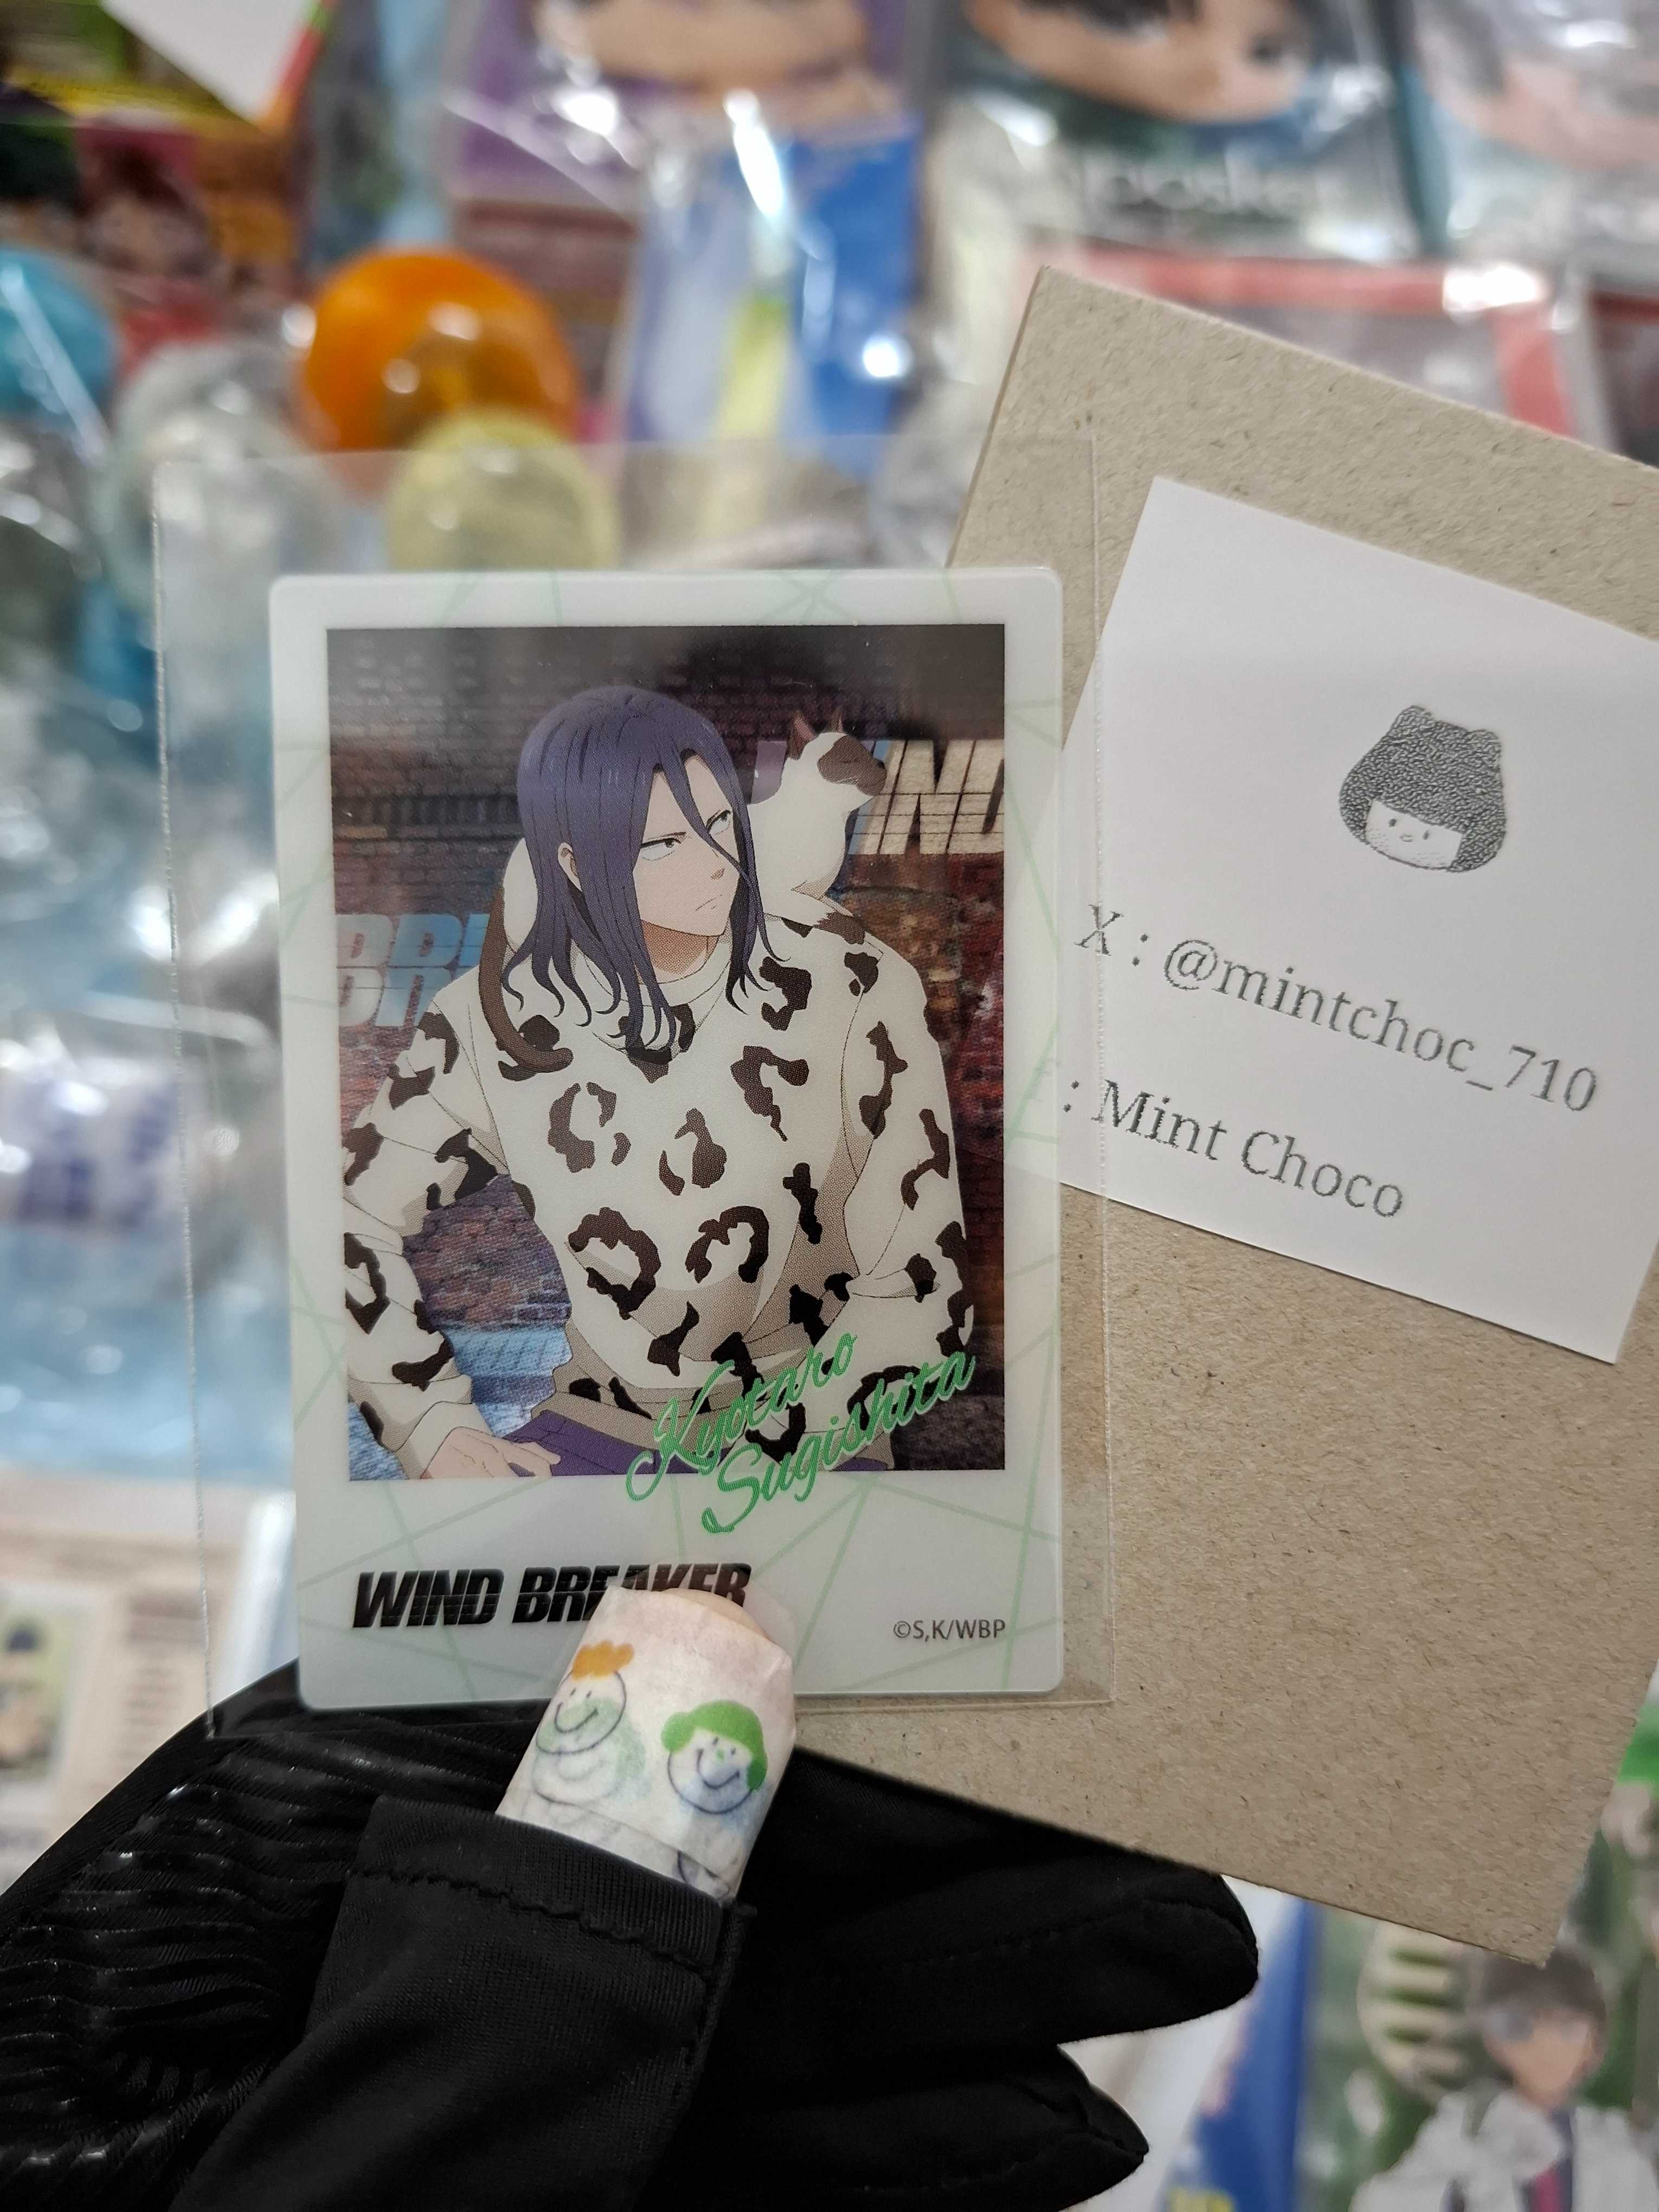 X : @mintchoc_710
: Mint Choco
Kyotaro
Sugishita
WIND BREAKER
©S,K/WBP